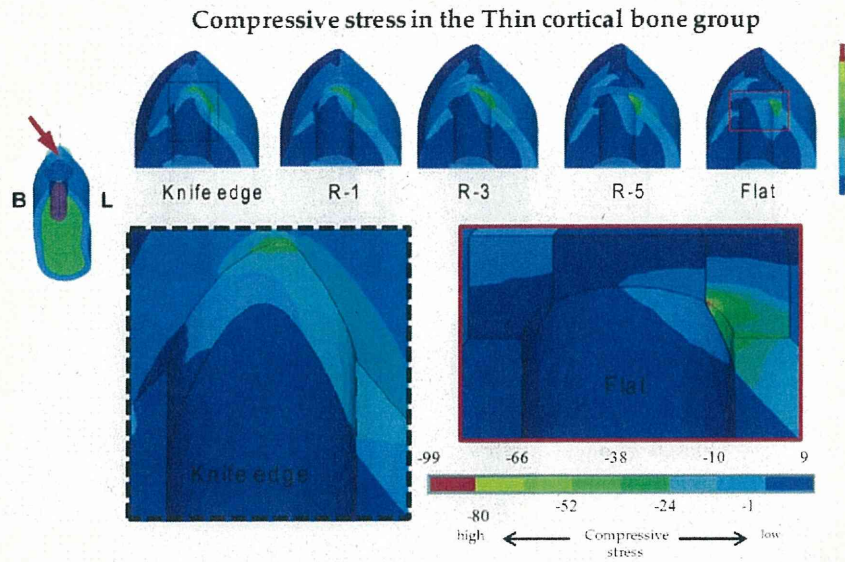 Compressive stress in the Thin cortical bone group
B L
Knife edge R-1 R-3 R-5 Flat
Knife edge
Flat
-99 -66 -38 -10 9
-80 -52 -24 -1
high Compressive stress low